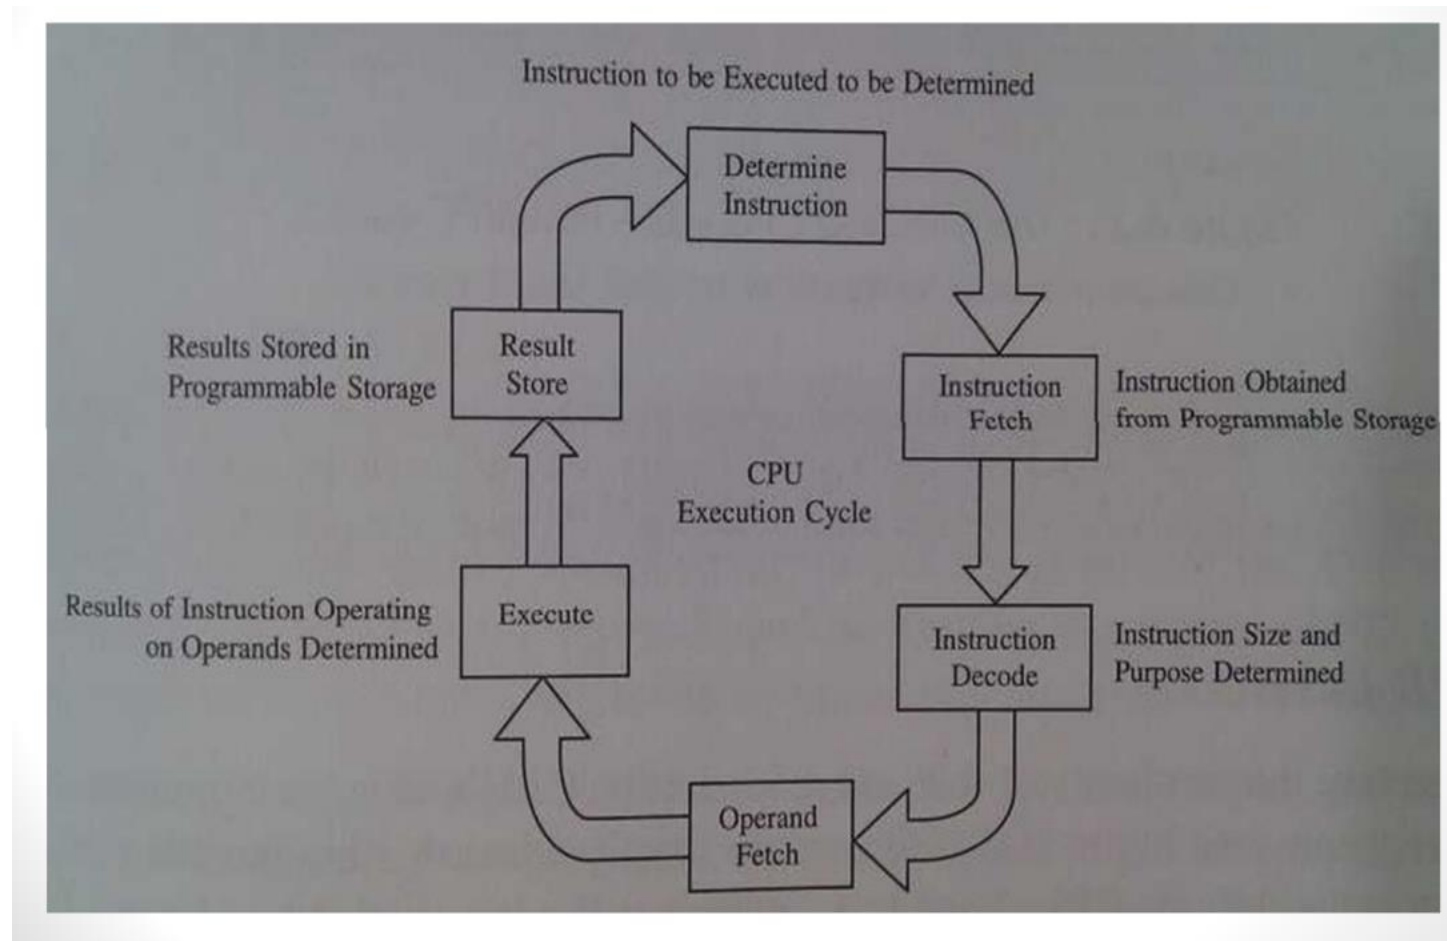 Instruction to be Executed to be Determined
Determine
Instruction
Instruction
Fetch
Instruction Obtained
from Programmable Storage
Instruction
Decode
Instruction Size and
Purpose Determined
Operand
Fetch
Execute
Results of Instruction Operating
on Operands Determined
Result
Store
Results Stored in
Programmable Storage
CPU
Execution Cycle